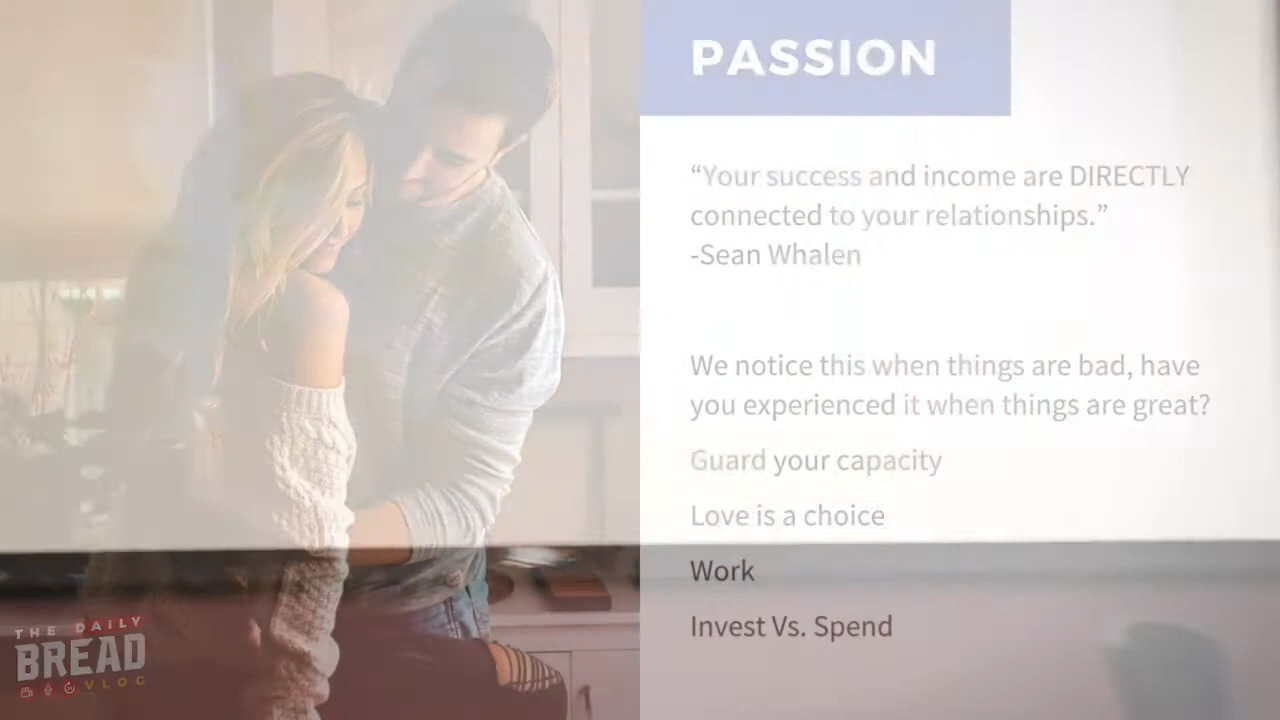 PASSION
“Your success and income are DIRECTLY
connected to your relationships.”
-Sean Whalen
We notice this when things are bad, have
you experienced it when things are great?
Guard your capacity
Love is a choice
Work
Invest Vs. Spend
THE DAILY
BREAD
VLOG